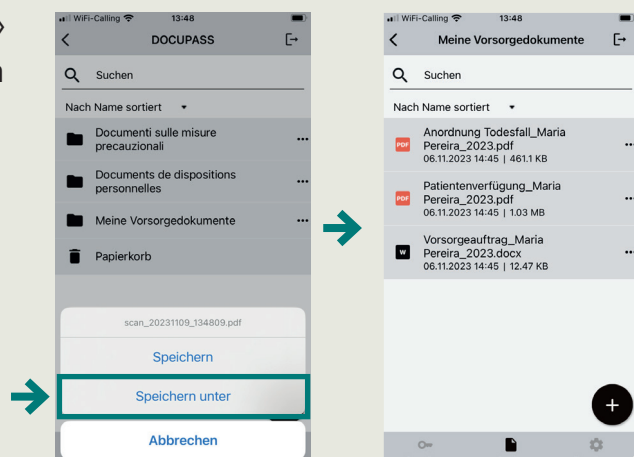 WiFi-Calling 13:48
DOCUPASS
Suchen
Nach Name sortiert
Documenti sulle misure
precauzionali
Documents de dispositions
personnelles
Meine Vorsorgedokumente
Papierkorb
scan_20231109_134809.pdf
Speichern
Speichern unter
Abbrechen
WiFi-Calling 13:48
Meine Vorsorgedokumente
Suchen
Nach Name sortiert
PDF
Anordnung Todesfall_Maria
Pereira_2023.pdf
06.11.2023 14:45 | 461.1 KB
PDF
Patientenverfügung_Maria
Pereira_2023.pdf
06.11.2023 14:45 | 1.03 MB
W
Vorsorgeauftrag_Maria
Pereira_2023.docx
06.11.2023 14:45 | 12.47 KB